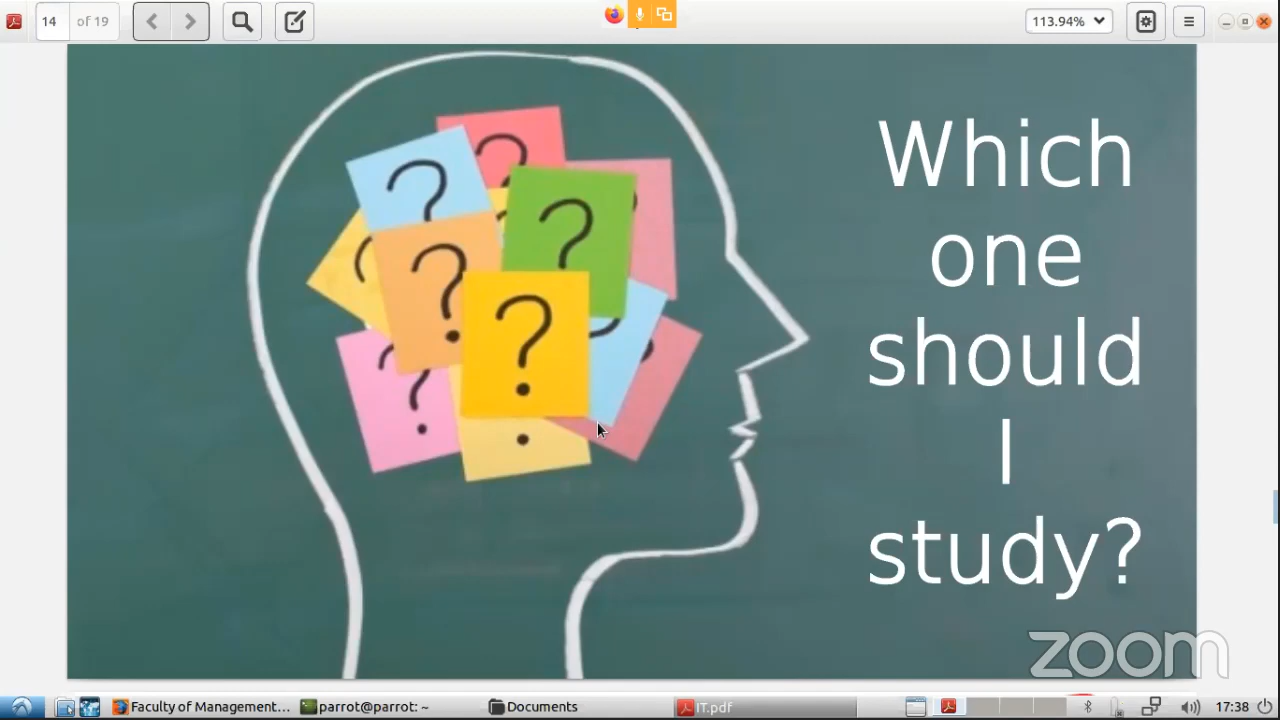 14
of 19
113.94%
Which
one
should
I
study?
zoom
Faculty of Management...
parrot@parrot: ~
Documents
IT.pdf
17:38